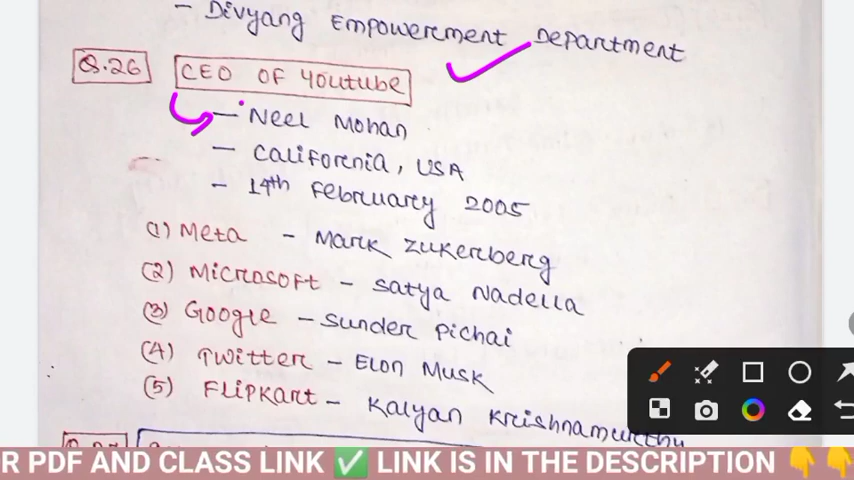 - Divyang Empowerment Department
Q.26 CEO OF Youtube
- Neel Mohan
- California, USA
- 14th February 2005
(1) Meta - Mark Zukerberg
(2) Microsoft - Satya Nadella
(3) Google - Sunder Pichai
(4) Twitter - Elon Musk
(5) Flipkart - Kalyan Krishnamurthy
R PDF AND CLASS LINK ✅ LINK IS IN THE DESCRIPTION 👇👇